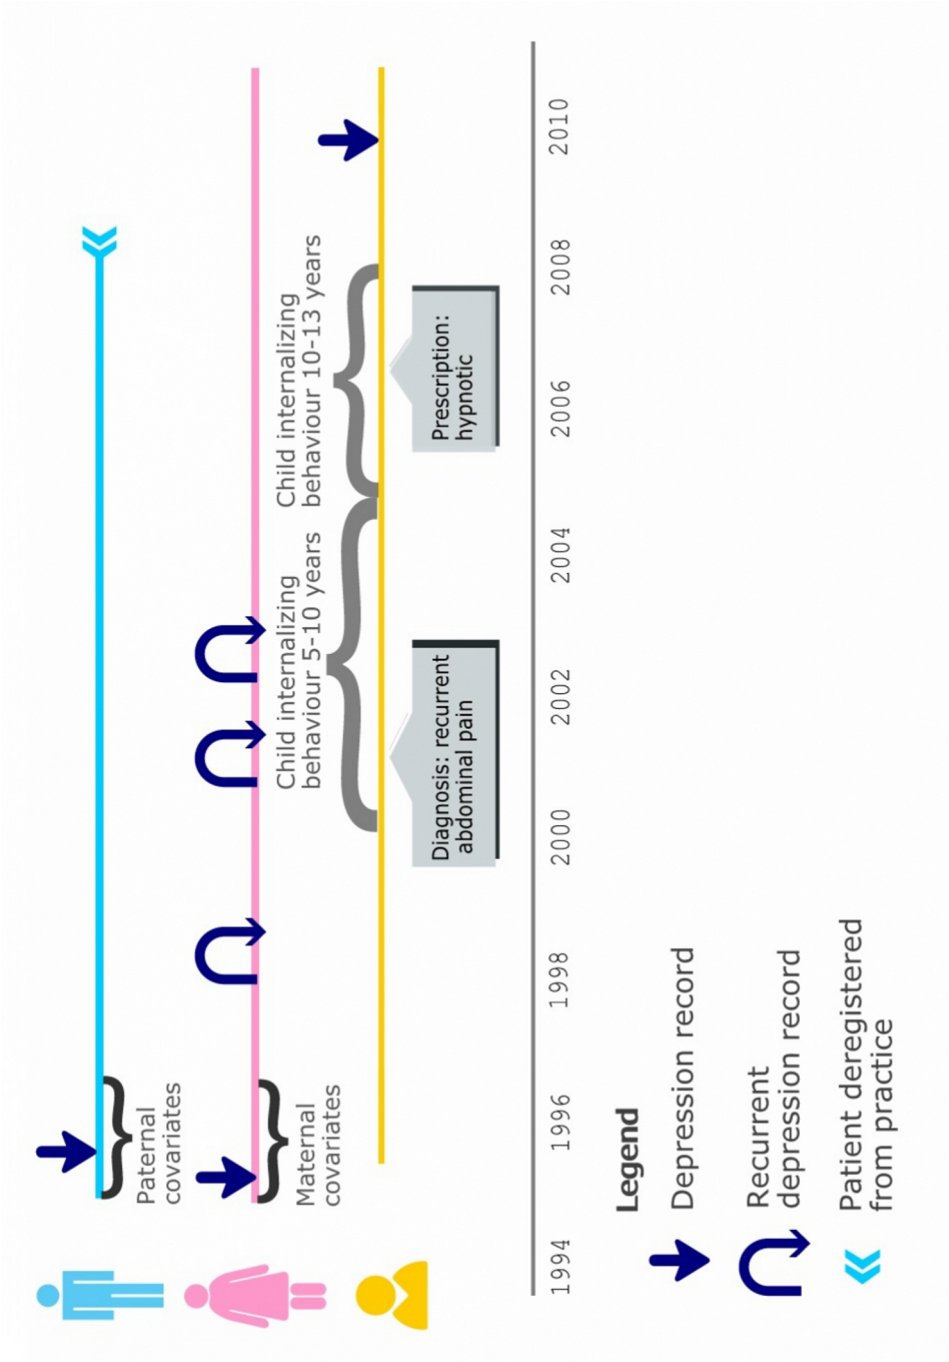 Paternal
covariates
Maternal
covariates
Child internalizing
behaviour 5-10 years
Child internalizing
behaviour 10-13 years
Diagnosis: recurrent
abdominal pain
Prescription:
hypnotic
1994 1996 1998 2000 2002 2004 2006 2008 2010
Legend
Depression record
Recurrent
depression record
Patient deregistered
from practice